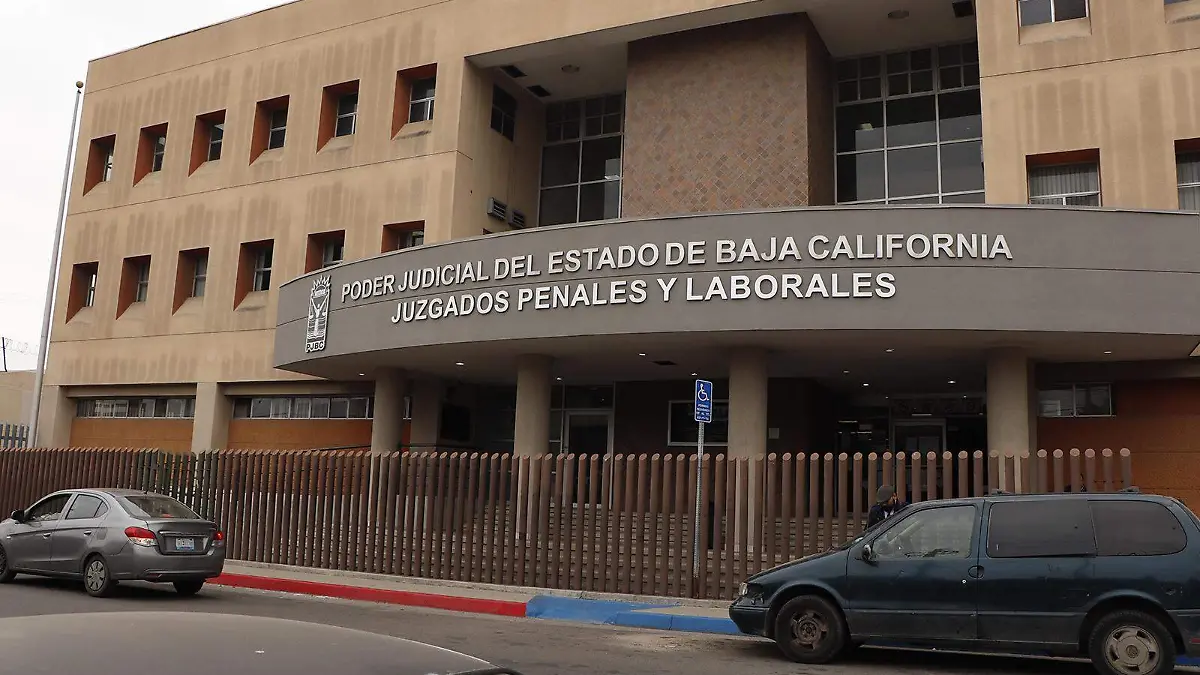 PODER JUDICIAL DEL ESTADO DE BAJA CALIFORNIA
JUZGADOS PENALES Y LABORALES
PJBC